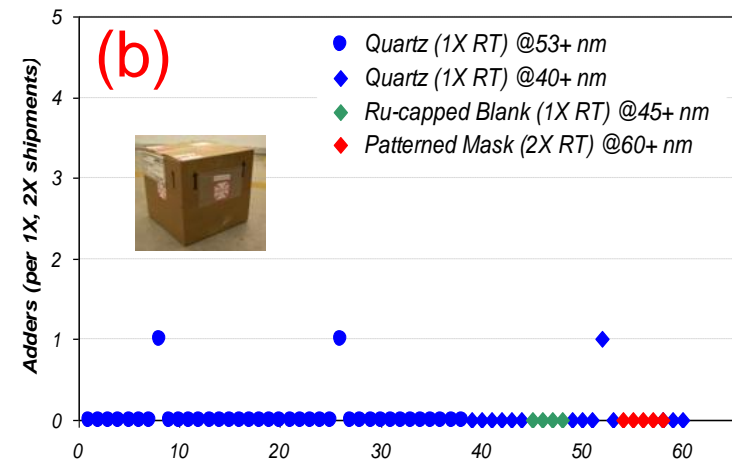 (b)
Quartz (1X RT) @53+ nm
Quartz (1X RT) @40+ nm
Ru-capped Blank (1X RT) @45+ nm
Patterned Mask (2X RT) @60+ nm
Adders (per 1X, 2X shipments)
5
4
3
2
1
0
0 10 20 30 40 50 60